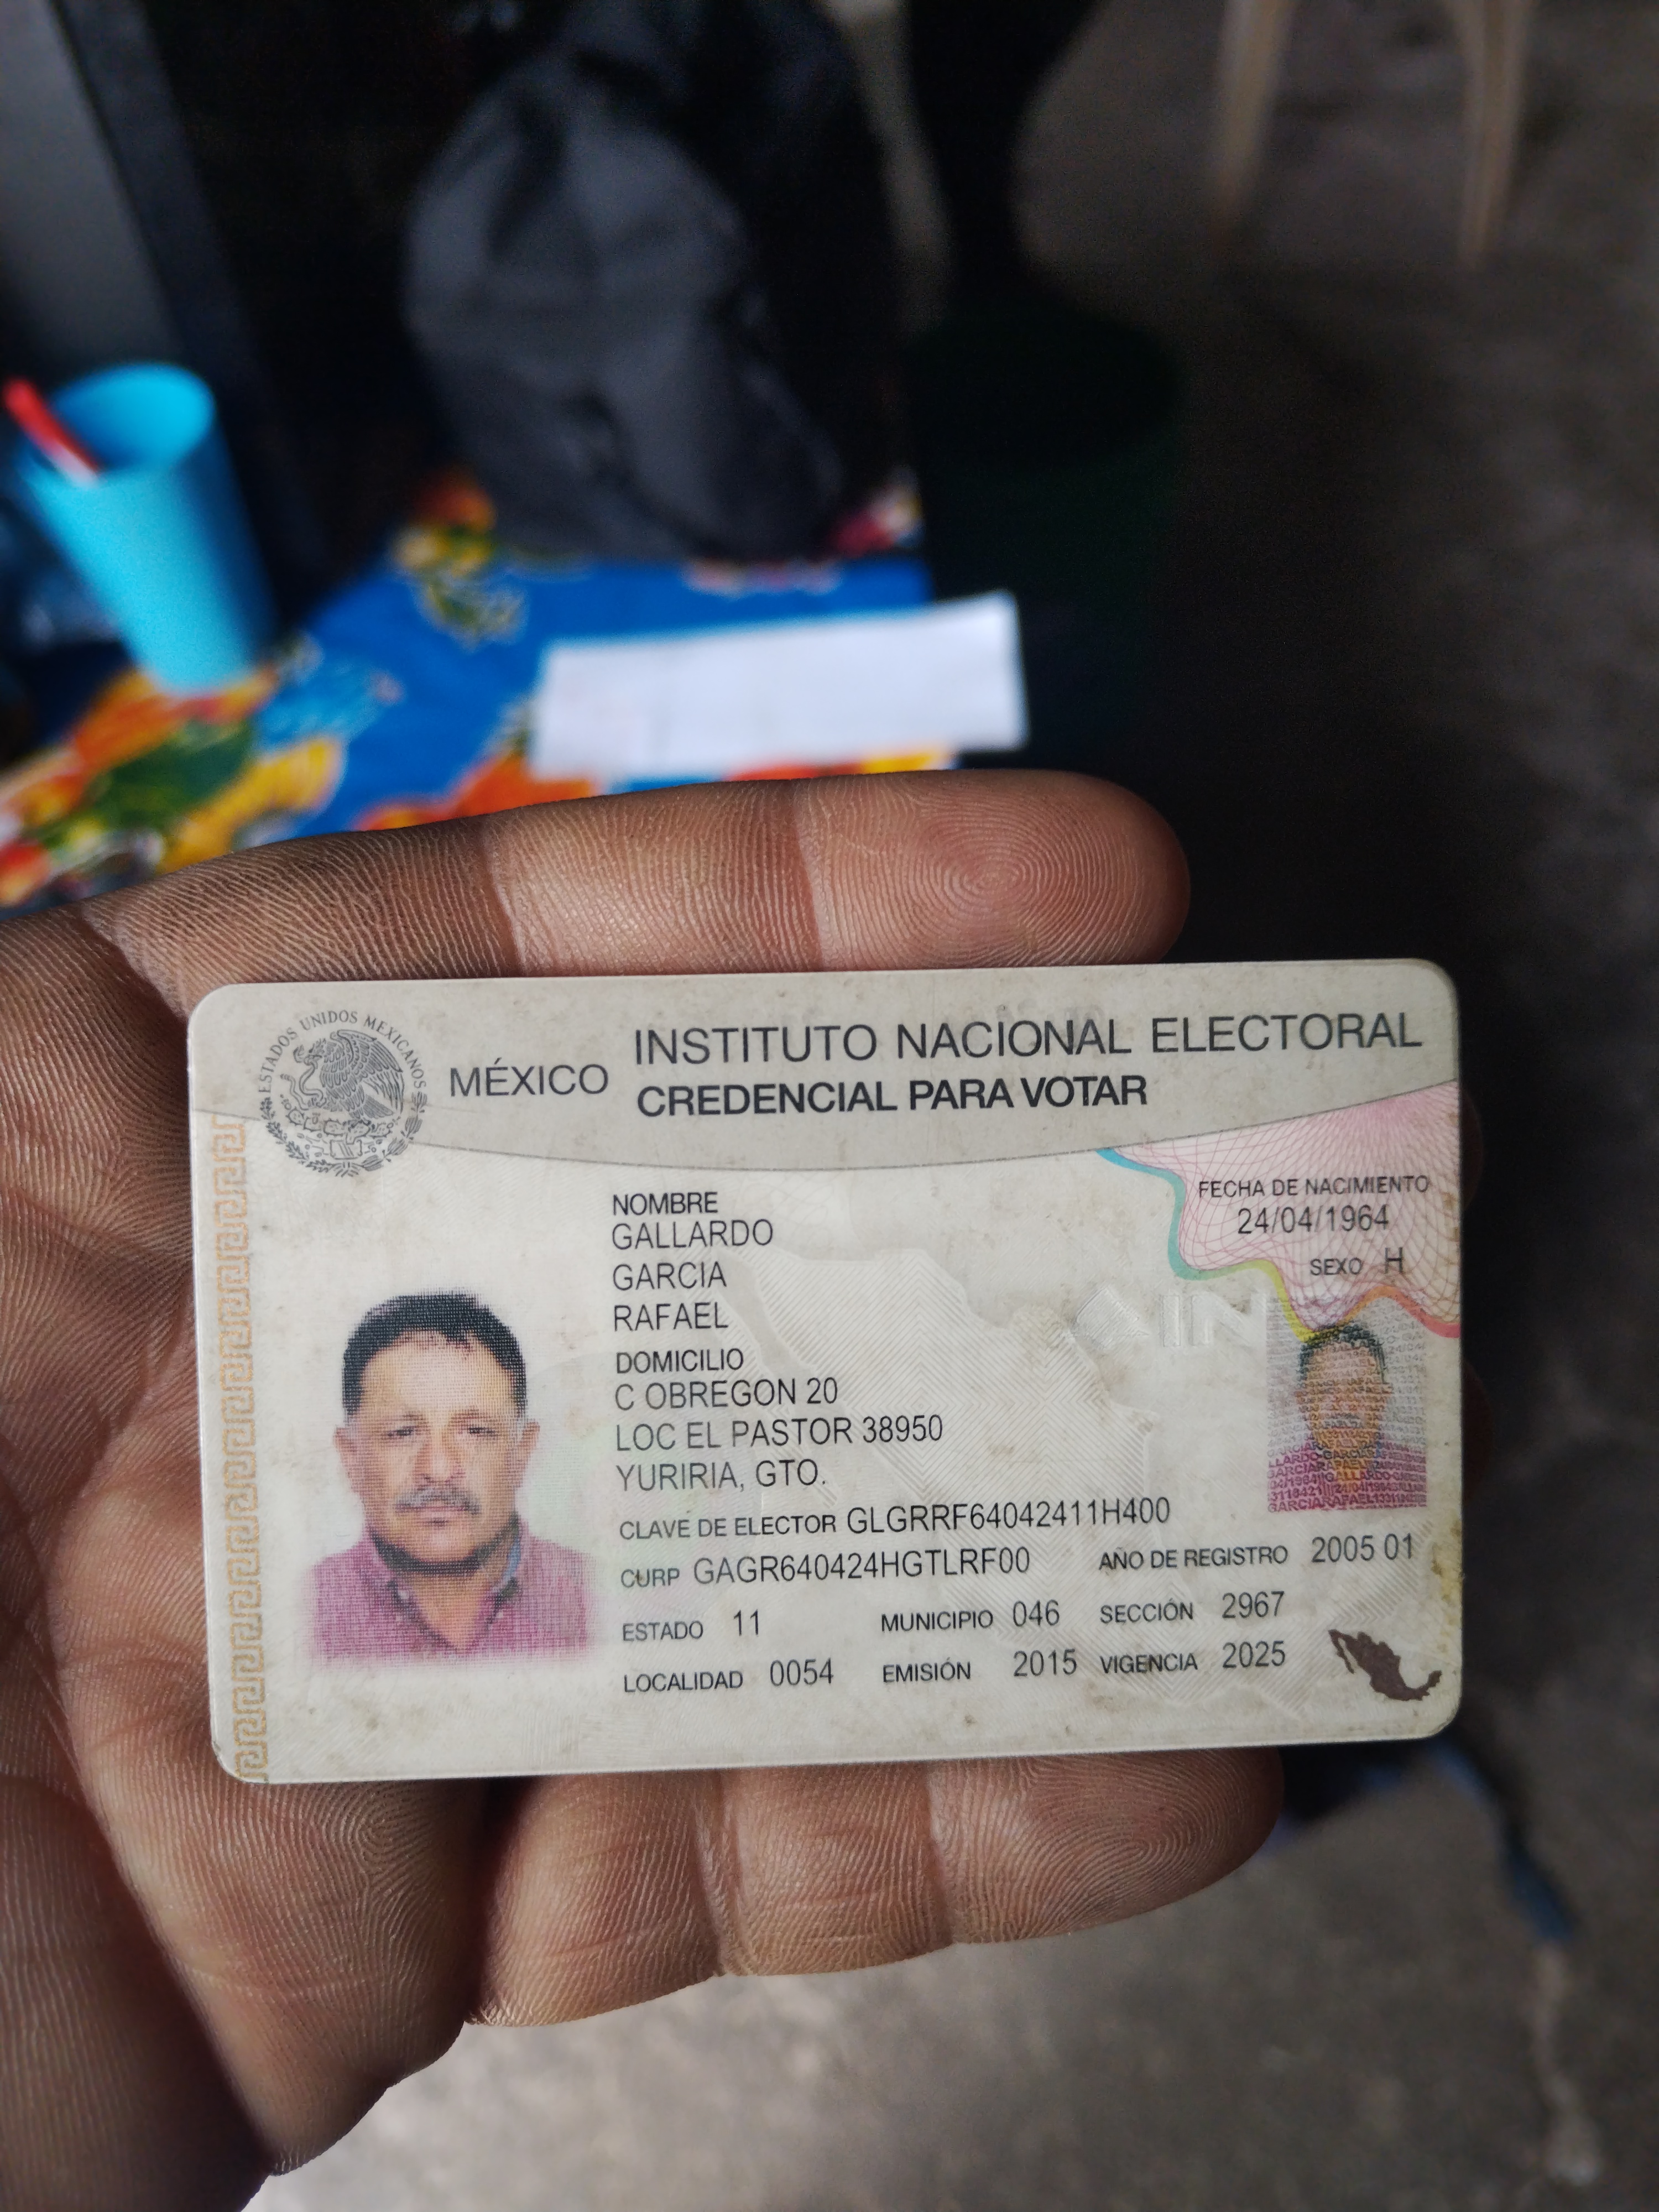 ESTADOS UNIDOS MEXICANOS
MÉXICO
INSTITUTO NACIONAL ELECTORAL
CREDENCIAL PARA VOTAR
NOMBRE
GALLARDO
GARCIA
RAFAEL
FECHA DE NACIMIENTO
24/04/1964
SEXO H
DOMICILIO
C OBREGON 20
LOC EL PASTOR 38950
YURIRIA, GTO.
CLAVE DE ELECTOR GLGRRF64042411H400
CURP GAGR640424HGTLRF00 AÑO DE REGISTRO 2005 01
ESTADO 11 MUNICIPIO 046 SECCIÓN 2967
LOCALIDAD 0054 EMISIÓN 2015 VIGENCIA 2025